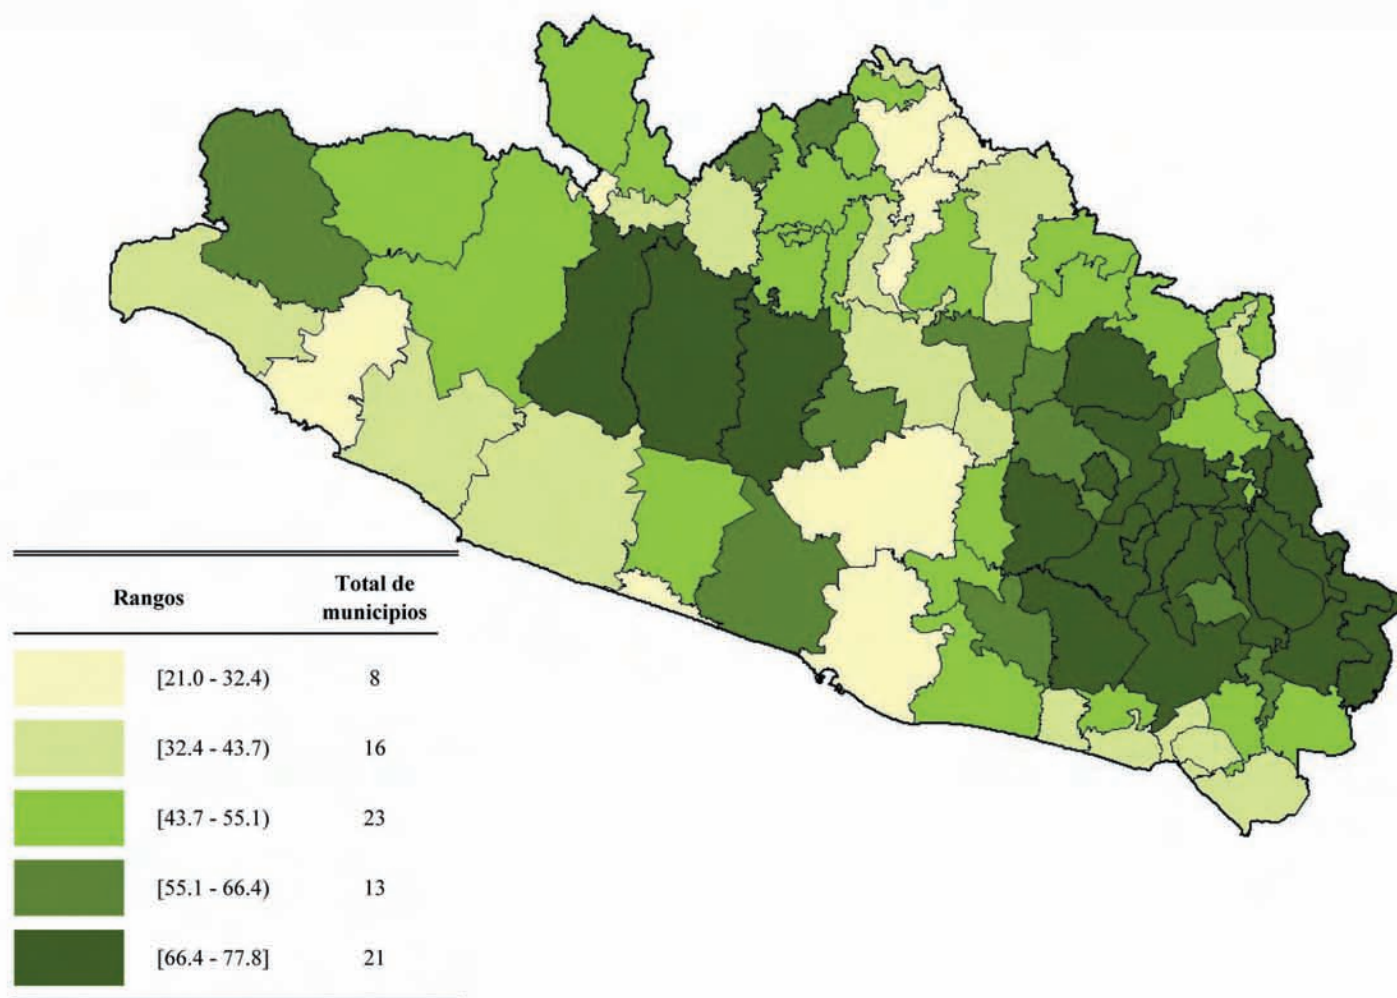 Rangos
Total de
municipios
[21.0 - 32.4) 8
[32.4 - 43.7) 16
[43.7 - 55.1) 23
[55.1 - 66.4) 13
[66.4 - 77.8] 21